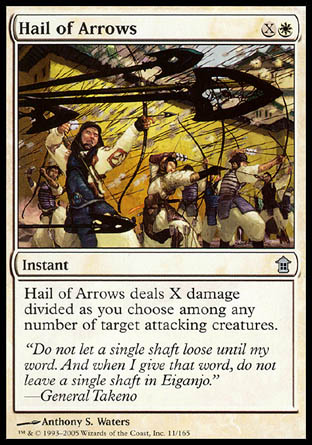 Hail of Arrows X
Instant
Hail of Arrows deals X damage
divided as you choose among any
number of target attacking creatures.
"Do not let a single shaft loose until my
word. And when I give that word, do not
leave a single shaft in Eiganjo."
—General Takeno
Anthony S. Waters
™ & © 1993–2005 Wizards of the Coast, Inc. 11/165